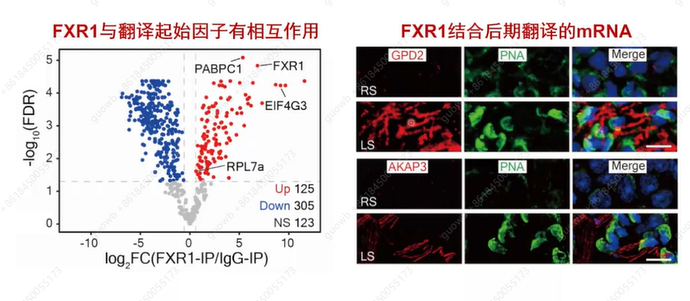 FXR1与翻译起始因子有相互作用
FXR1结合后期翻译的mRNA
-log10(FDR)
5
4
3
2
1
0
PABPC1
FXR1
EIF4G3
RPL7a
Up 125
Down 305
NS 123
-10
-5
0
5
10
log2FC(FXR1-IP/IgG-IP)
GPD2
PNA
Merge
RS
LS
AKAP3
PNA
Merge
RS
LS